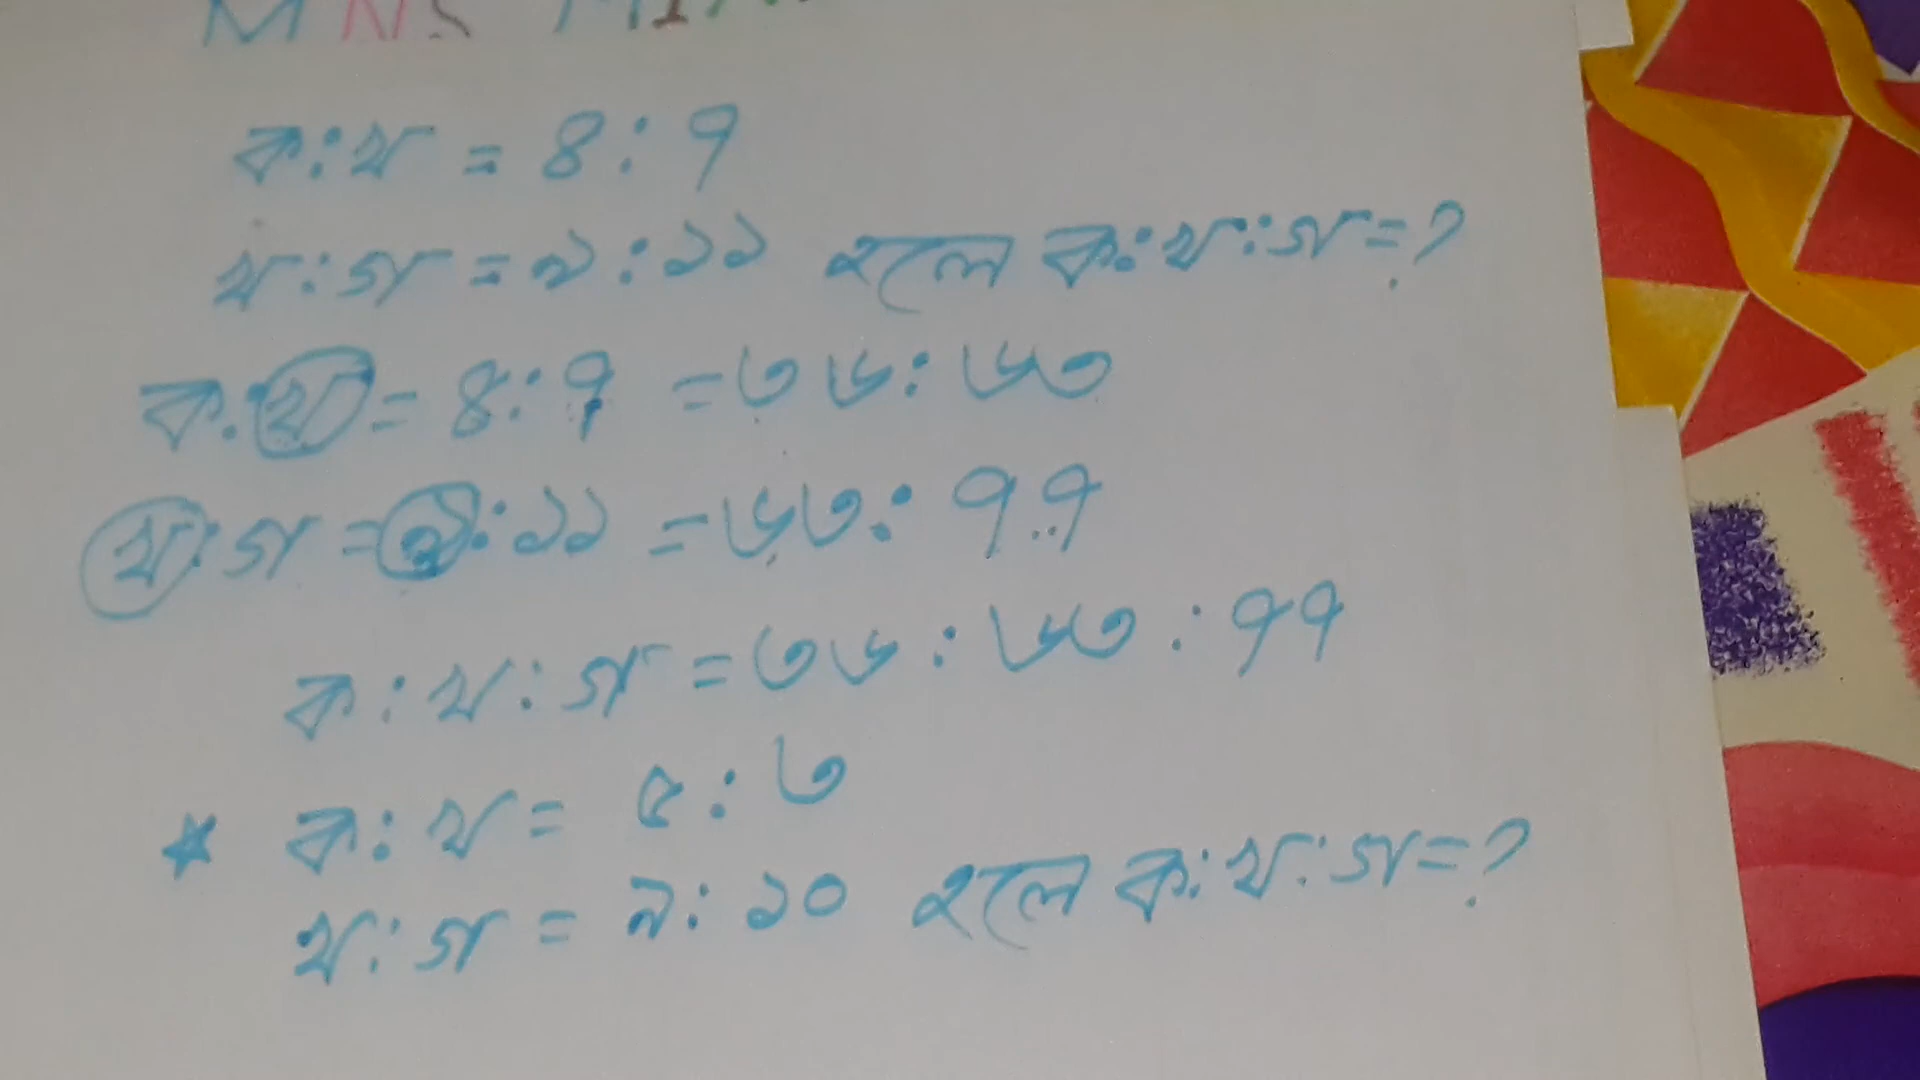 ক:খ = ৪:৭
খ:গ = ৯:১১ হলে ক:খ:গ=?
ক:খ = ৪:৭ =৩৬:৬৩
খ:গ =৯:১১ =৬৩:৭৭
ক:খ:গ =৩৬:৬৩:৭৭
★ ক:খ= ৫:৩
খ:গ = ৯:১০ হলে ক:খ:গ=?